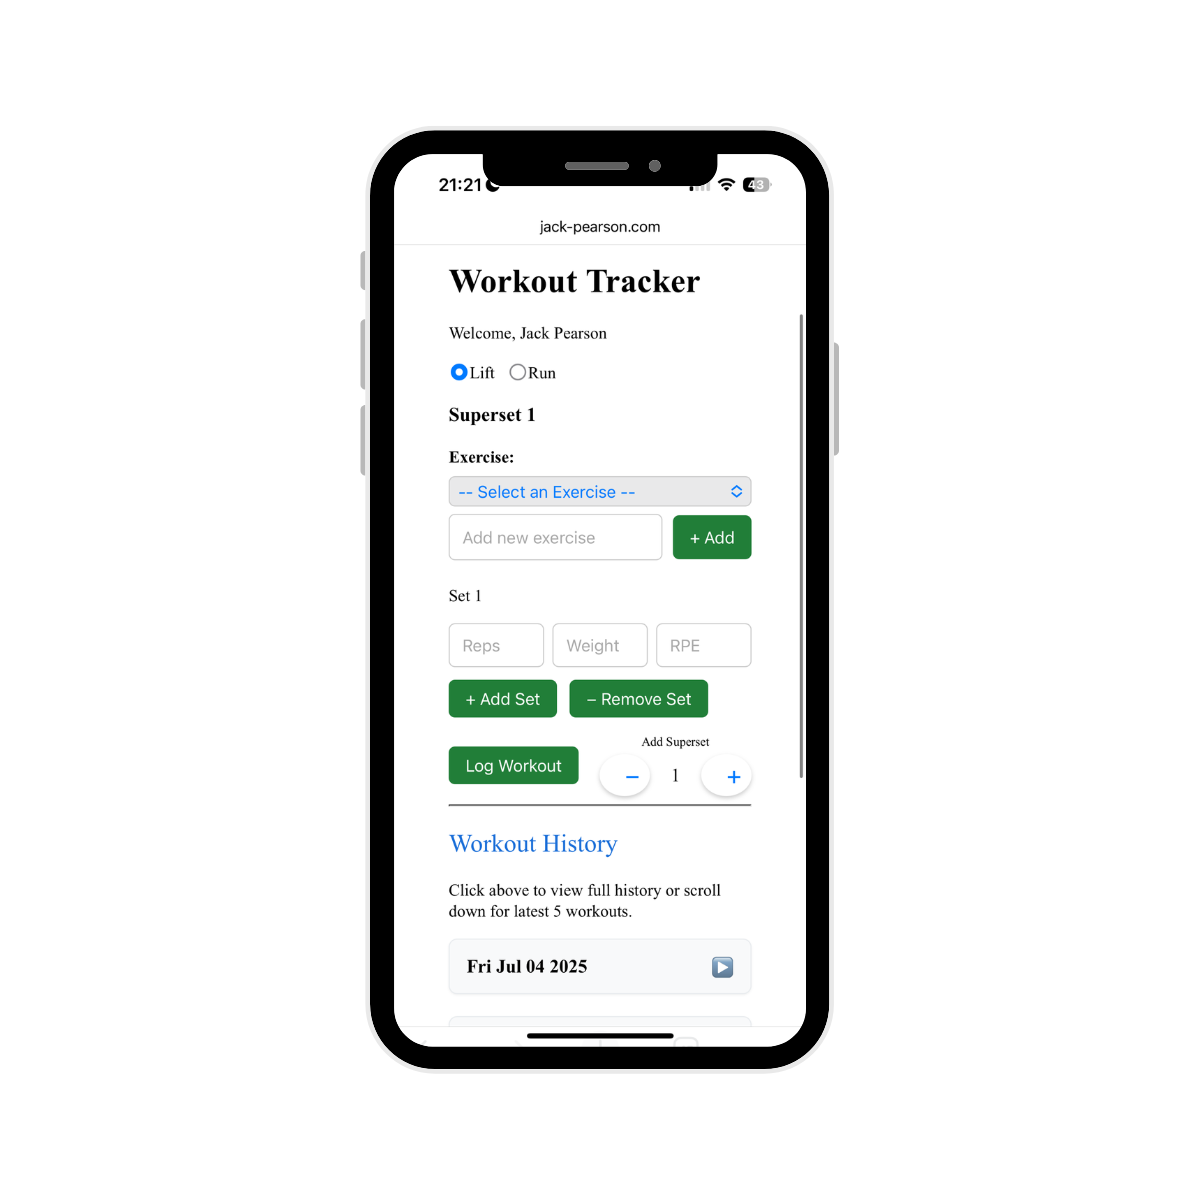 21:21
43
jack-pearson.com
Workout Tracker
Welcome, Jack Pearson
Lift Run
Superset 1
Exercise:
-- Select an Exercise --
Add new exercise + Add
Set 1
Reps Weight RPE
+ Add Set − Remove Set
Add Superset
Log Workout − 1 +
Workout History
Click above to view full history or scroll
down for latest 5 workouts.
Fri Jul 04 2025